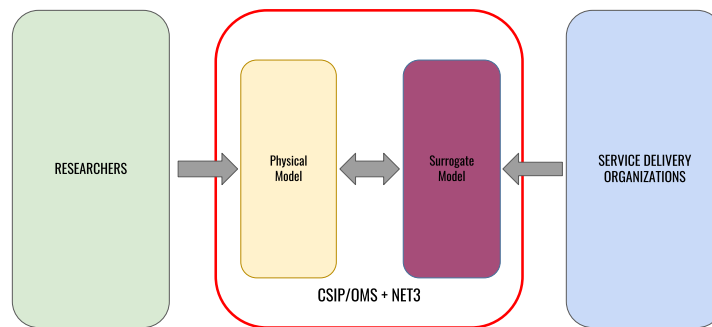 RESEARCHERS
Physical
Model
Surrogate
Model
SERVICE DELIVERY
ORGANIZATIONS
CSIP/OMS + NET3